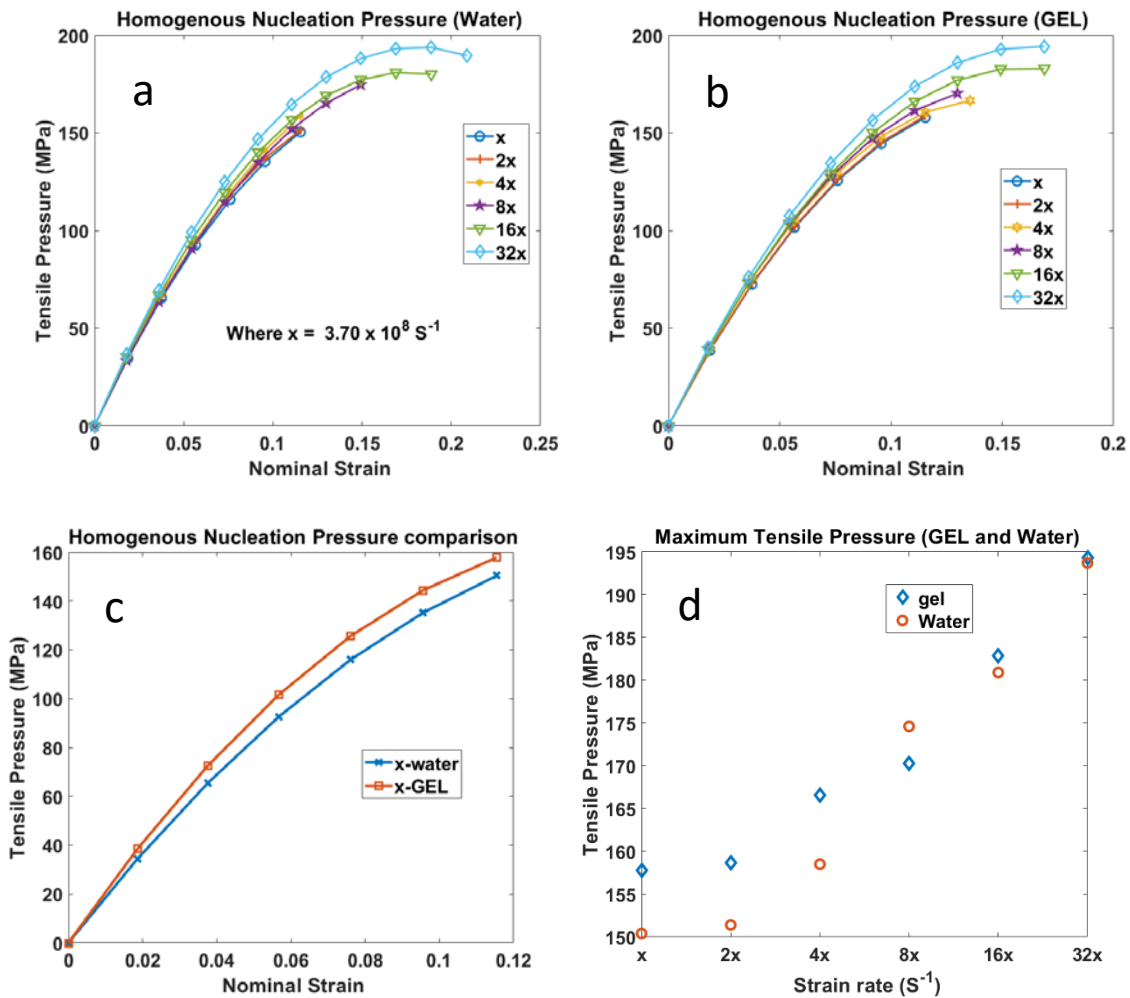 Homogenous Nucleation Pressure (Water)
a
Tensile Pressure (MPa)
200
150
100
50
0
x
2x
4x
8x
16x
32x
Where x = 3.70 x 10⁸ S⁻¹
0 0.05 0.1 0.15 0.2 0.25
Nominal Strain
Homogenous Nucleation Pressure (GEL)
b
Tensile Pressure (MPa)
200
150
100
50
0
x
2x
4x
8x
16x
32x
0 0.05 0.1 0.15 0.2
Nominal Strain
Homogenous Nucleation Pressure comparison
c
Tensile Pressure (MPa)
160
140
120
100
80
60
40
20
0
x-water
x-GEL
0 0.02 0.04 0.06 0.08 0.1 0.12
Nominal Strain
Maximum Tensile Pressure (GEL and Water)
d
Tensile Pressure (MPa)
195
190
185
180
175
170
165
160
155
150
gel
Water
x 2x 4x 8x 16x 32x
Strain rate (S⁻¹)